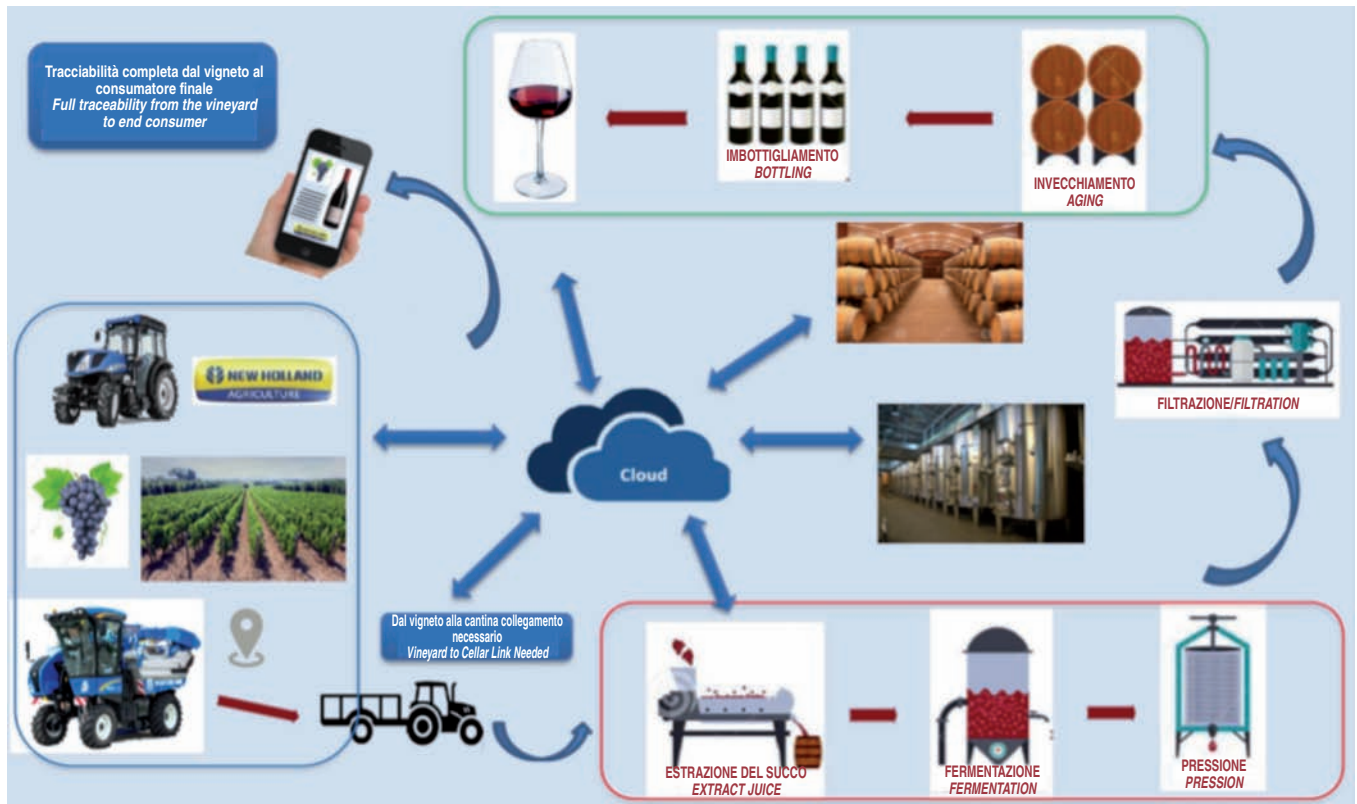 Tracciabilità completa dal vigneto al
consumatore finale
Full traceability from the vineyard
to end consumer
IMBOTTIGLIAMENTO
BOTTLING
INVECCHIAMENTO
AGING
NEW HOLLAND
AGRICULTURE
FILTRAZIONE/FILTRATION
Cloud
Dal vigneto alla cantina collegamento
necessario
Vineyard to Cellar Link Needed
ESTRAZIONE DEL SUCCO
EXTRACT JUICE
FERMENTAZIONE
FERMENTATION
PRESSIONE
PRESSION